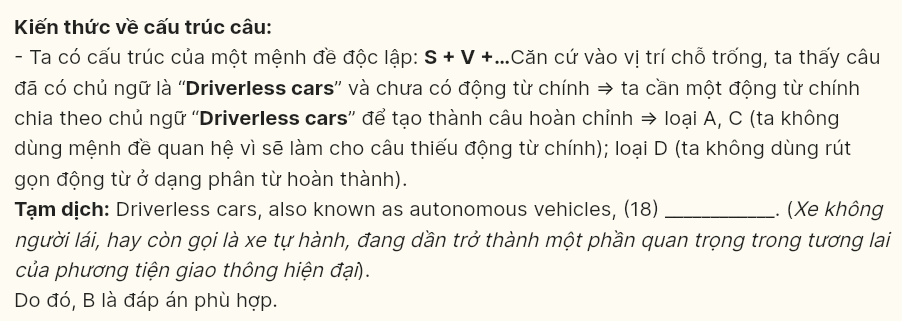 Kiến thức về cấu trúc câu:
- Ta có cấu trúc của một mệnh đề độc lập: S + V +...Căn cứ vào vị trí chỗ trống, ta thấy câu
đã có chủ ngữ là “Driverless cars” và chưa có động từ chính ⇒ ta cần một động từ chính
chia theo chủ ngữ “Driverless cars” để tạo thành câu hoàn chỉnh ⇒ loại A, C (ta không
dùng mệnh đề quan hệ vì sẽ làm cho câu thiếu động từ chính); loại D (ta không dùng rút
gọn động từ ở dạng phân từ hoàn thành).
Tạm dịch: Driverless cars, also known as autonomous vehicles, (18) ____________. (Xe không
người lái, hay còn gọi là xe tự hành, đang dần trở thành một phần quan trọng trong tương lai
của phương tiện giao thông hiện đại).
Do đó, B là đáp án phù hợp.